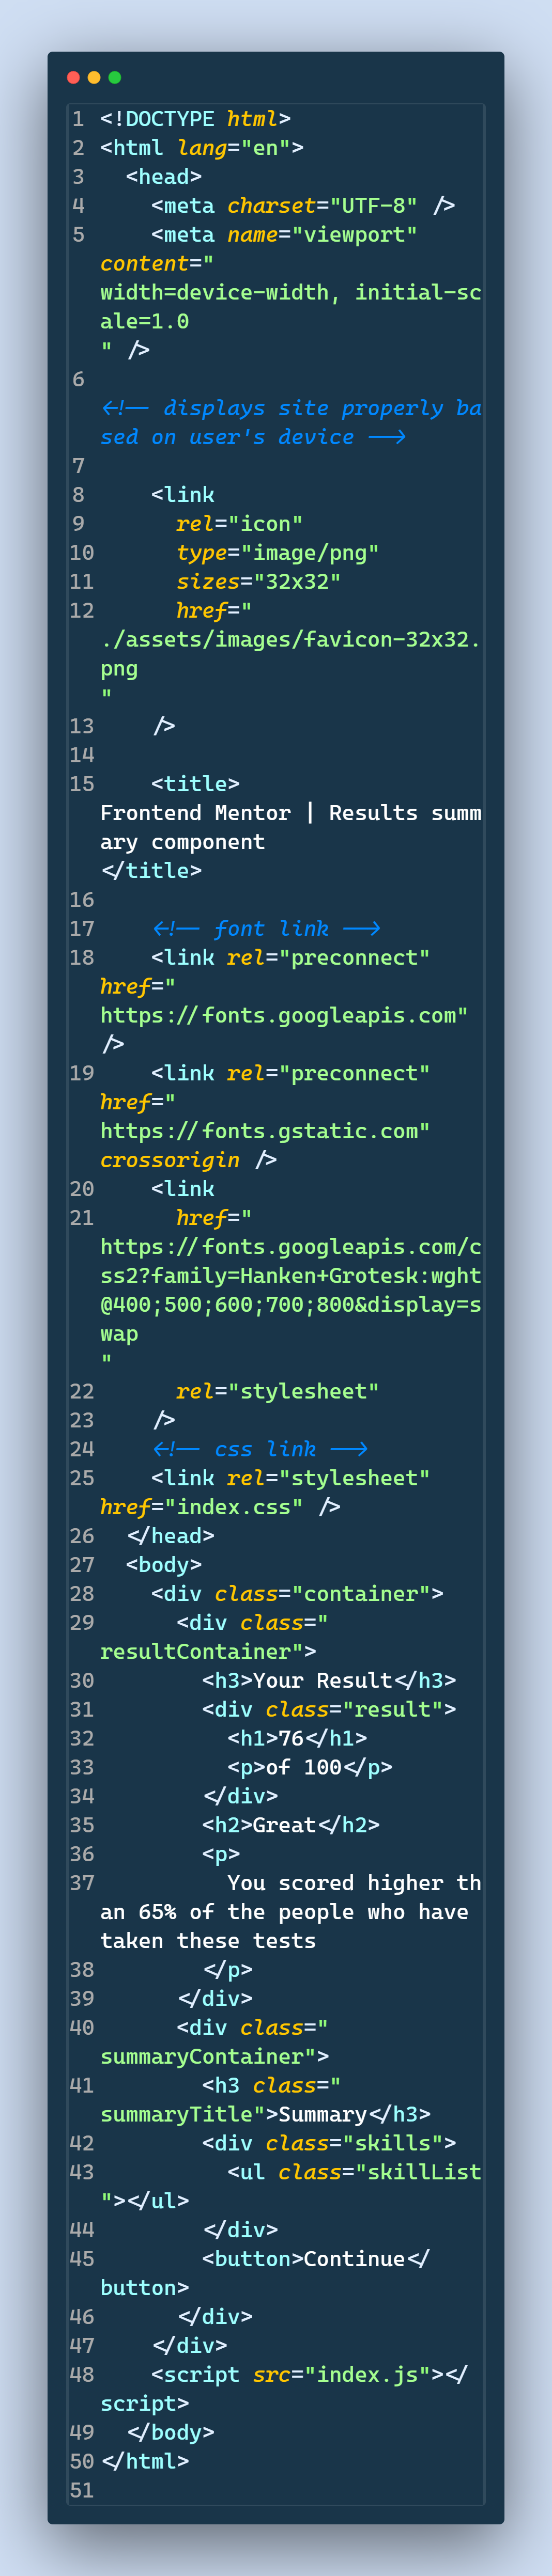 1 <!DOCTYPE html>
2 <html lang="en">
3   <head>
4     <meta charset="UTF-8" />
5     <meta name="viewport"
content="
width=device-width, initial-sc
ale=1.0
" />
6
<!-- displays site properly ba
sed on user's device -->
7
8     <link
9       rel="icon"
10       type="image/png"
11       sizes="32x32"
12       href="
./assets/images/favicon-32x32.
png
"
13     />
14
15     <title>
Frontend Mentor | Results summ
ary component
</title>
16
17     <!-- font link -->
18     <link rel="preconnect"
href="
https://fonts.googleapis.com"
/>
19     <link rel="preconnect"
href="
https://fonts.gstatic.com"
crossorigin />
20     <link
21       href="
https://fonts.googleapis.com/c
ss2?family=Hanken+Grotesk:wght
@400;500;600;700;800&display=s
wap
"
22       rel="stylesheet"
23     />
24     <!-- css link -->
25     <link rel="stylesheet"
href="index.css" />
26   </head>
27   <body>
28     <div class="container">
29       <div class="
resultContainer">
30         <h3>Your Result</h3>
31         <div class="result">
32           <h1>76</h1>
33           <p>of 100</p>
34         </div>
35         <h2>Great</h2>
36         <p>
37           You scored higher th
an 65% of the people who have
taken these tests
38         </p>
39       </div>
40       <div class="
summaryContainer">
41         <h3 class="
summaryTitle">Summary</h3>
42         <div class="skills">
43           <ul class="skillList
"></ul>
44         </div>
45         <button>Continue</
button>
46       </div>
47     </div>
48     <script src="index.js"></
script>
49   </body>
50 </html>
51